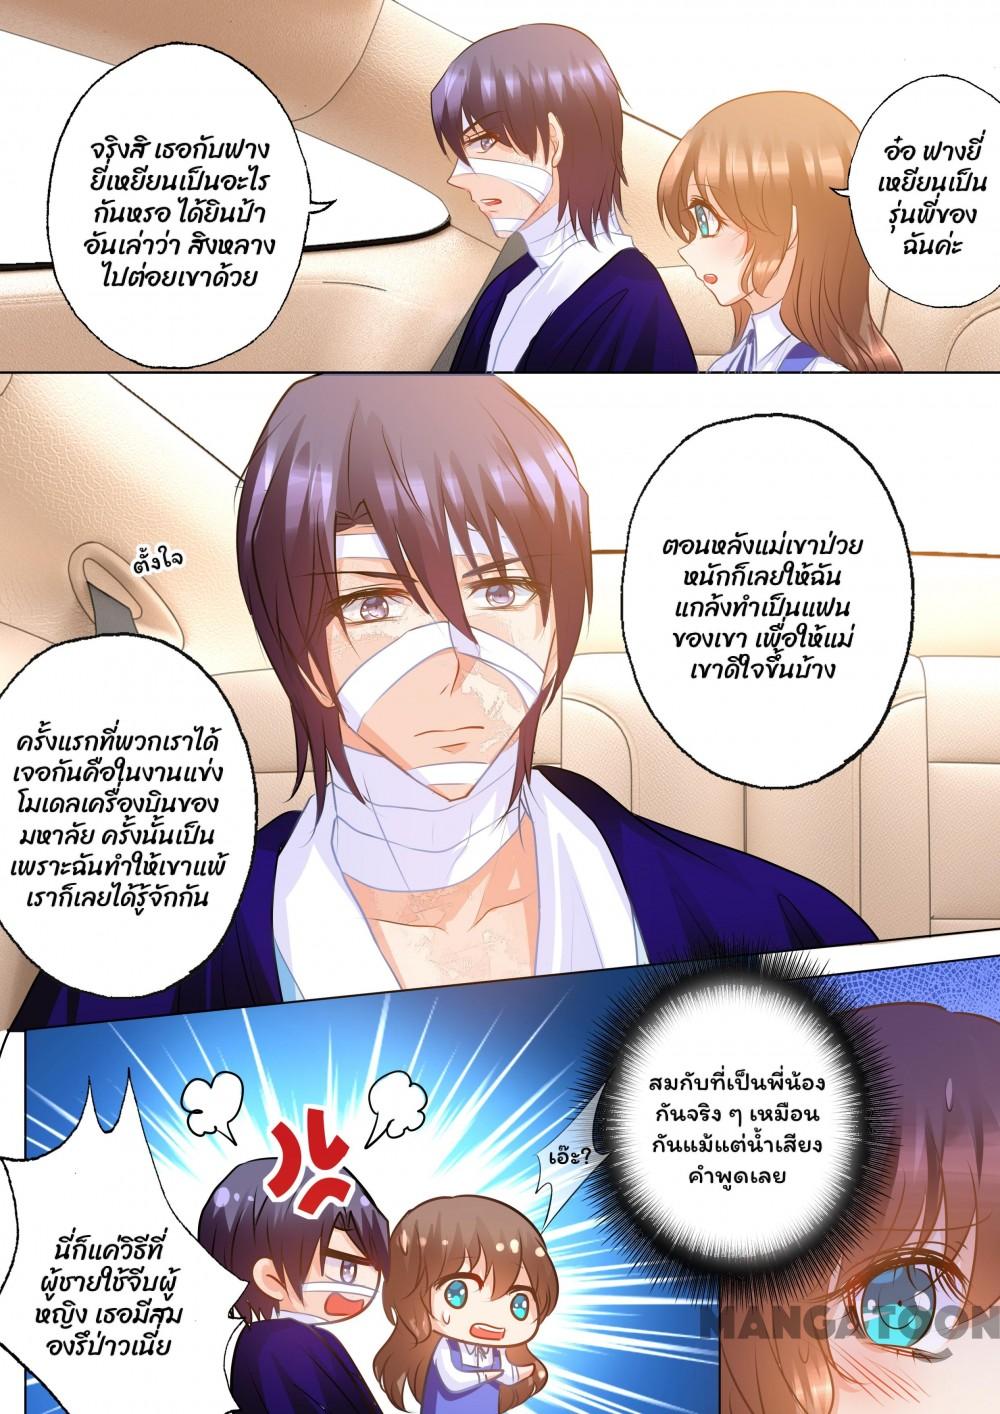 จริงสิ เธอกับฟาง
ยี่เหยียนเป็นอะไร
กันหรอ ได้ยินป้า
อันเล่าว่า สิงหลาง
ไปต่อยเขาด้วย
อ๋อ ฟางยี่
เหยียนเป็น
รุ่นพี่ของ
ฉันค่ะ
ตั้งใจ
ครั้งแรกที่พวกเราได้
เจอกันคือในงานแข่ง
โมเดลเครื่องบินของ
มหาลัย ครั้งนั้นเป็น
เพราะฉันทำให้เขาแพ้
เราก็เลยได้รู้จักกัน
ตอนหลังแม่เขาป่วย
หนักก็เลยให้ฉัน
แกล้งทำเป็นแฟน
ของเขา เพื่อให้แม่
เขาดีใจขึ้นบ้าง
นี่ก็แค่วิธีที่
ผู้ชายใช้จีบผู้
หญิง เธอมีสม
องรึป่าวเนี่ย
เอ๊ะ?
สมกับที่เป็นพี่น้อง
กันจริง ๆ เหมือน
กันแม้แต่น้ำเสียง
คำพูดเลย
MANGATOON